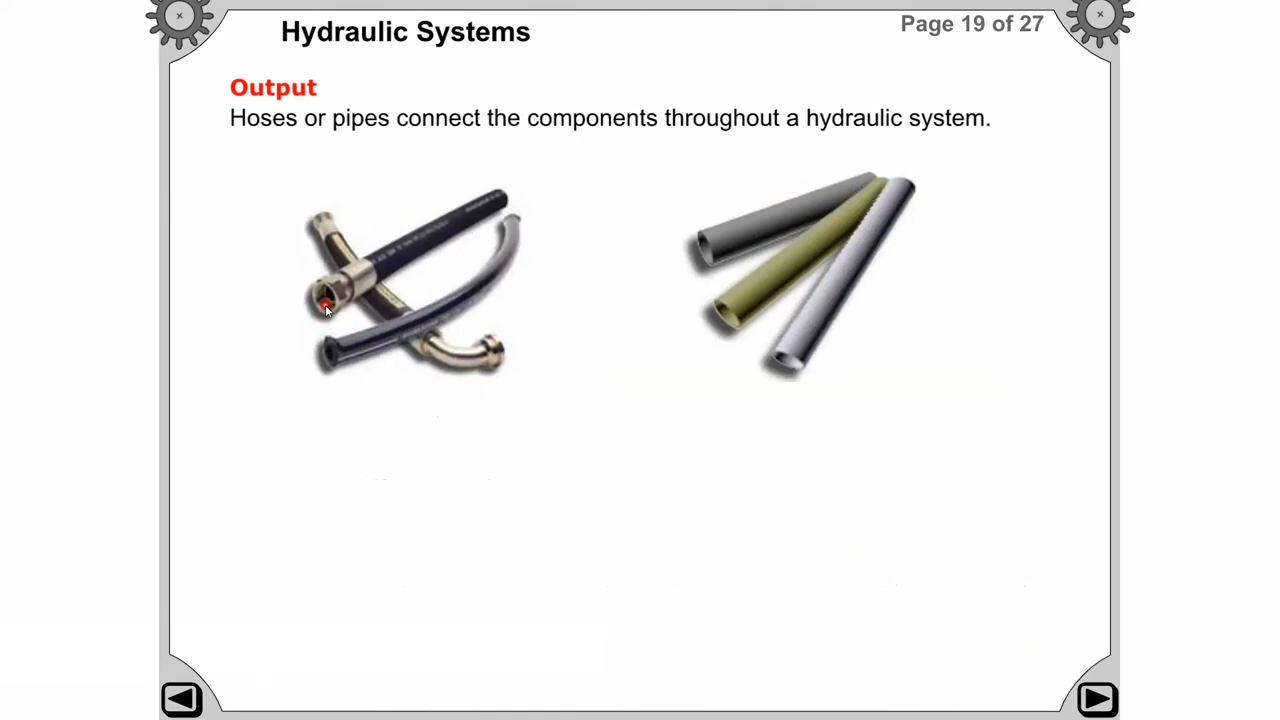 Hydraulic Systems
Page 19 of 27
Output
Hoses or pipes connect the components throughout a hydraulic system.